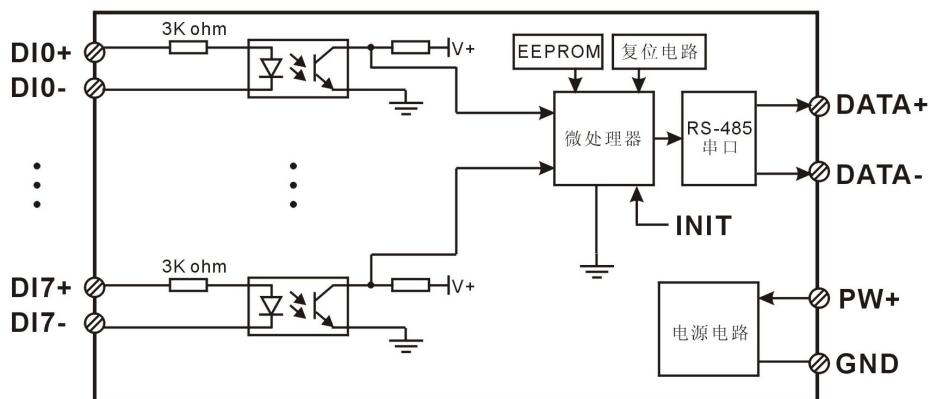 3K ohm
DI0+
DI0-
V+
EEPROM
复位电路
微处理器
RS-485
串口
DATA+
DATA-
INIT
3K ohm
DI7+
DI7-
V+
电源电路
PW+
GND